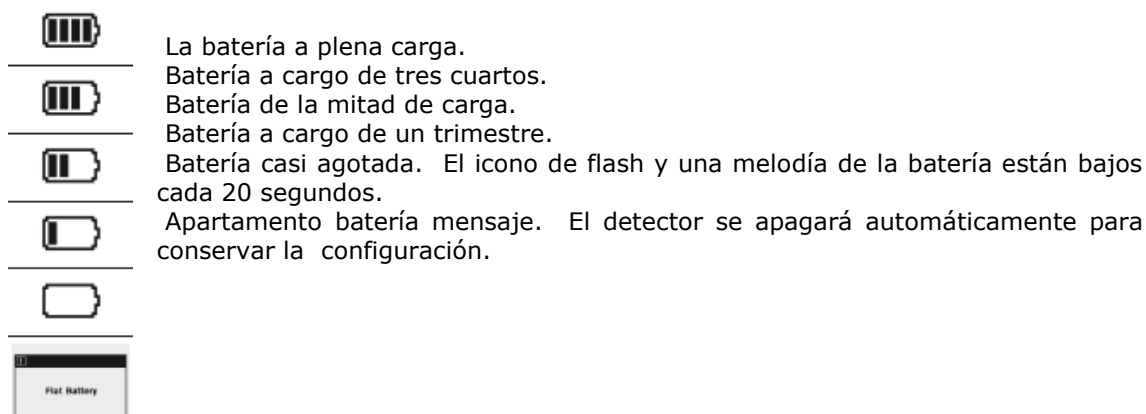 La batería a plena carga.
Batería a cargo de tres cuartos.
Batería de la mitad de carga.
Batería a cargo de un trimestre.
Batería casi agotada. El icono de flash y una melodía de la batería están bajos
cada 20 segundos.
Apartamento batería mensaje. El detector se apagará automáticamente para
conservar la configuración.
Flat Battery